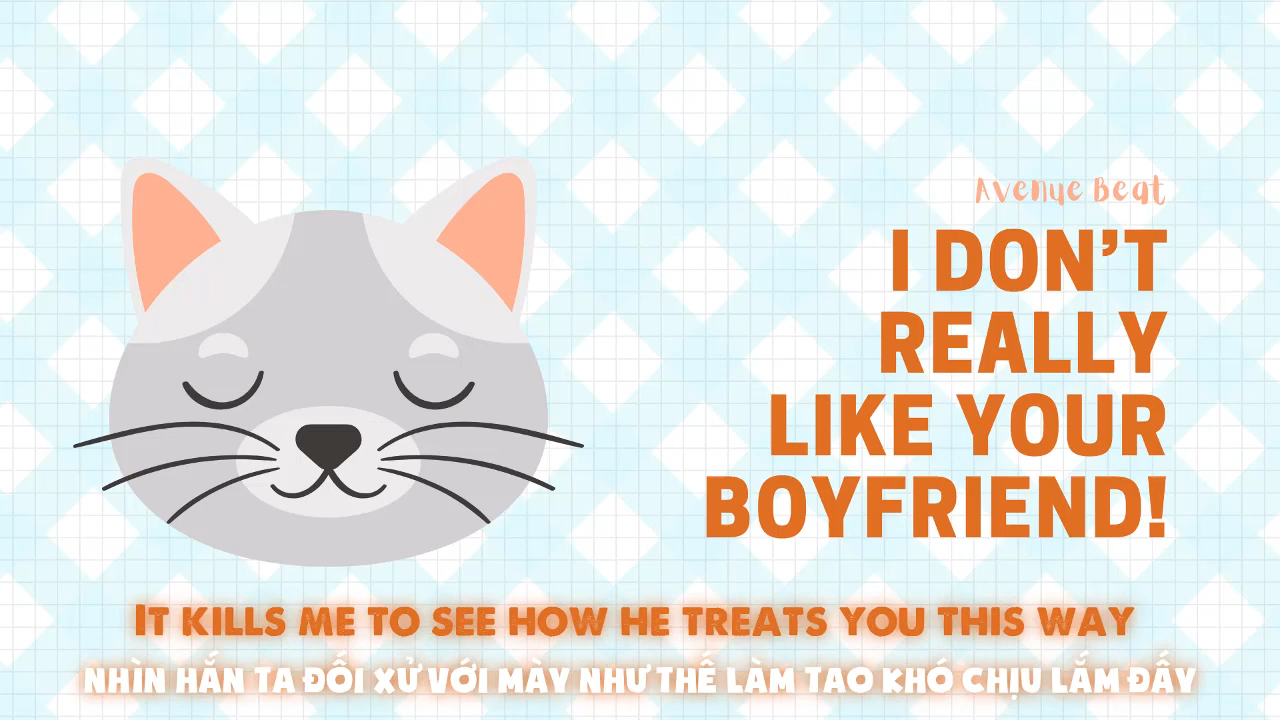 Avenue Beat
I DON'T
REALLY
LIKE YOUR
BOYFRIEND!
IT KILLS ME TO SEE HOW HE TREATS YOU THIS WAY
NHÌN HẮN TA ĐỐI XỬ VỚI MÀY NHƯ THẾ LÀM TAO KHÓ CHỊU LẮM ĐẤY